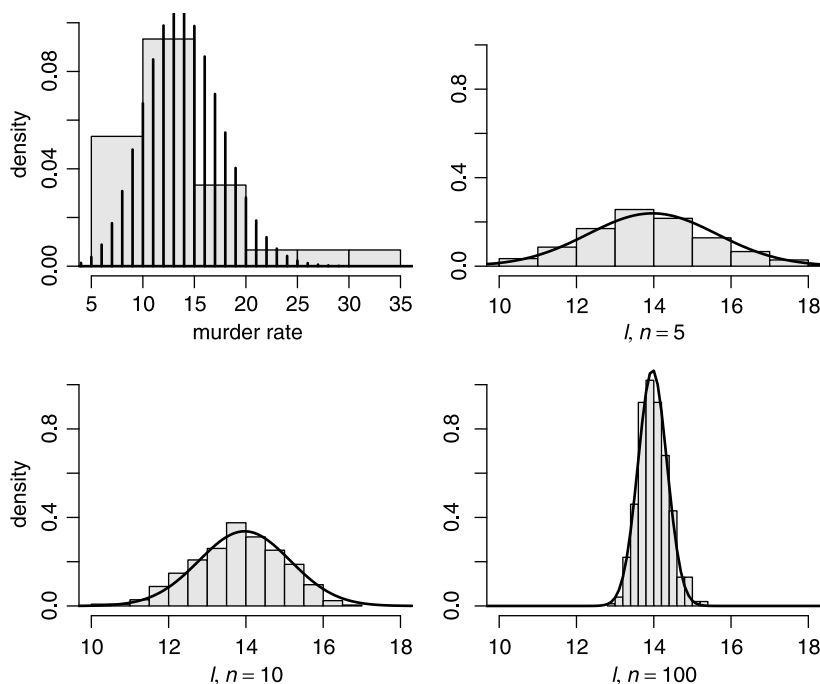 density
0.00 0.04 0.08
5 10 15 20 25 30 35
murder rate
0.0 0.4 0.8
10 12 14 16 18
l, n = 5
density
0.0 0.4 0.8
10 12 14 16 18
l, n = 10
0.0 0.4 0.8
10 12 14 16 18
l, n = 100